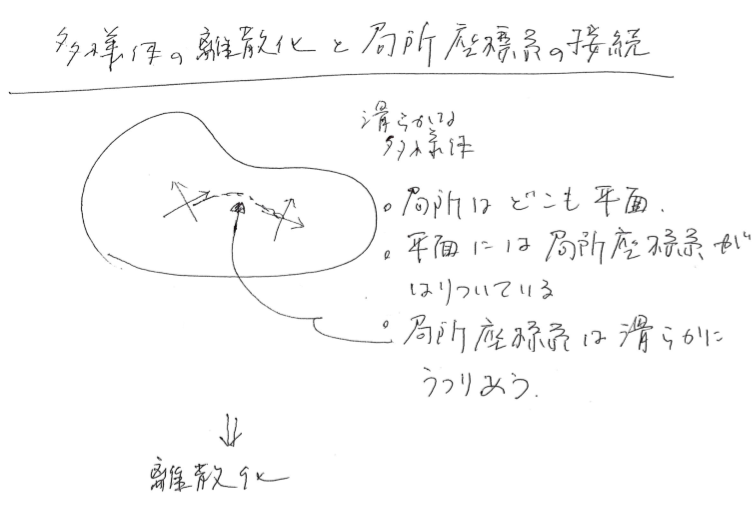 多様体の離散化と局所座標系の接続
滑らかな
多様体
。局所はどこも平面.
。平面には局所座標系が
はりついている
。局所座標系は滑らかに
うつりあう.
⇓
離散化